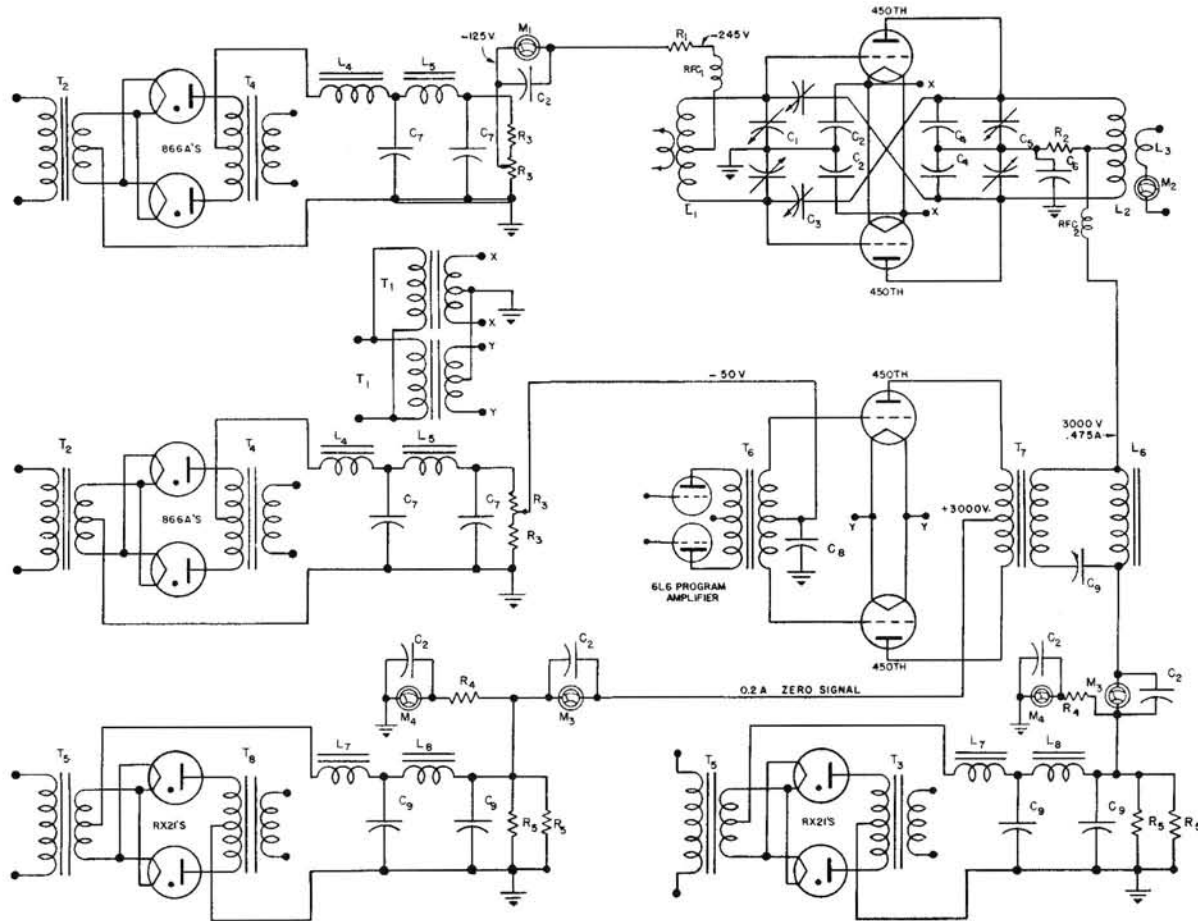 450TH
M1
-125V
R1
-245V
T2
T4
L4
L5
C2
RFC1
X
866A'S
C7
C7
R3
R3
C1
C2
C4
C5
R2
C2
C4
C6
L3
M2
L1
C3
X
L2
RFC2
450TH
T1
X
X
Y
T1
Y
- 50 V
450TH
3000 V
.475A
T2
T4
L4
L5
T6
T7
L6
866A'S
C7
C7
R3
R3
+3000V
Y
Y
C8
C9
6L6 PROGRAM
AMPLIFIER
450TH
C2
C2
C2
R4
M4
M3
0.2 A ZERO SIGNAL
M3
C2
M4
R4
T5
T8
L7
L8
T5
T3
L7
L8
RX21'S
C9
C9
R5
R5
RX21'S
C9
C9
R5
R5